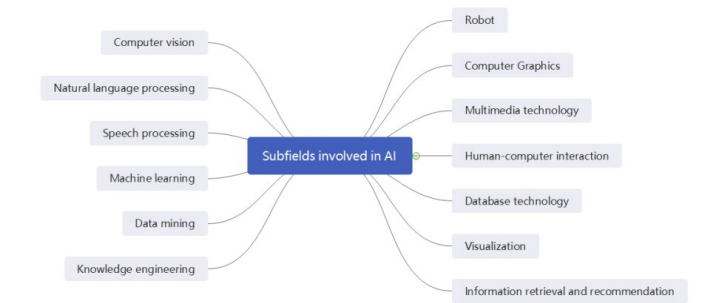 Subfields involved in AI
Computer vision
Natural language processing
Speech processing
Machine learning
Data mining
Knowledge engineering
Robot
Computer Graphics
Multimedia technology
Human-computer interaction
Database technology
Visualization
Information retrieval and recommendation